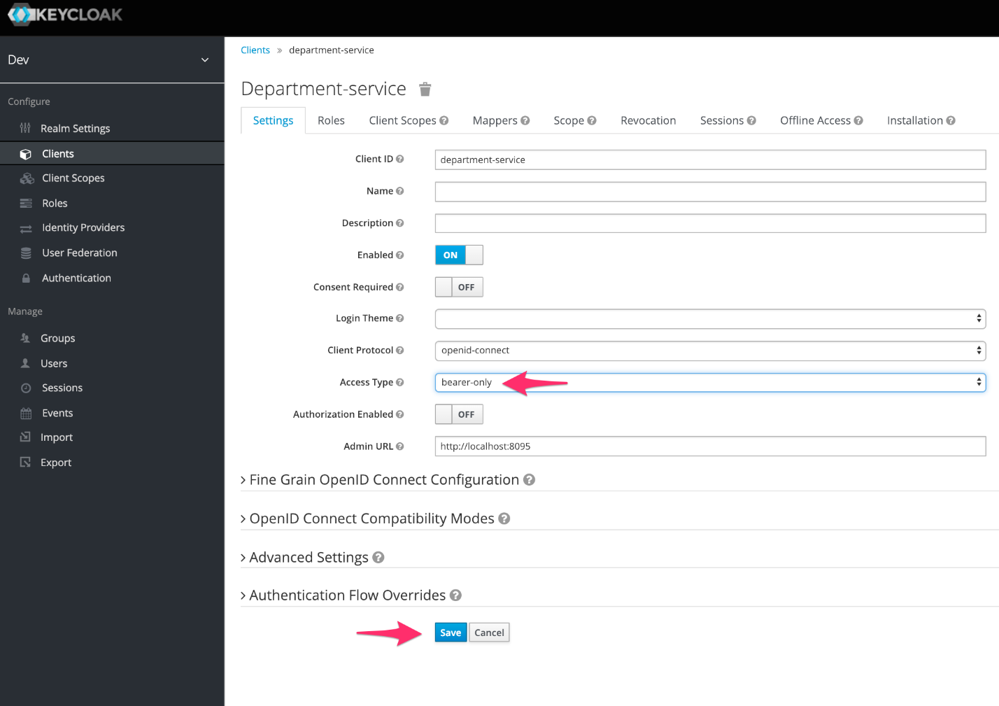 KEYCLOAK
Dev
Configure
Realm Settings
Clients
Client Scopes
Roles
Identity Providers
User Federation
Authentication
Manage
Groups
Users
Sessions
Events
Import
Export
Clients » department-service
Department-service
Settings Roles Client Scopes Mappers Scope Revocation Sessions Offline Access Installation
Client ID department-service
Name
Description
Enabled ON
Consent Required OFF
Login Theme
Client Protocol openid-connect
Access Type bearer-only
Authorization Enabled OFF
Admin URL http://localhost:8095
Fine Grain OpenID Connect Configuration
OpenID Connect Compatibility Modes
Advanced Settings
Authentication Flow Overrides
Save Cancel